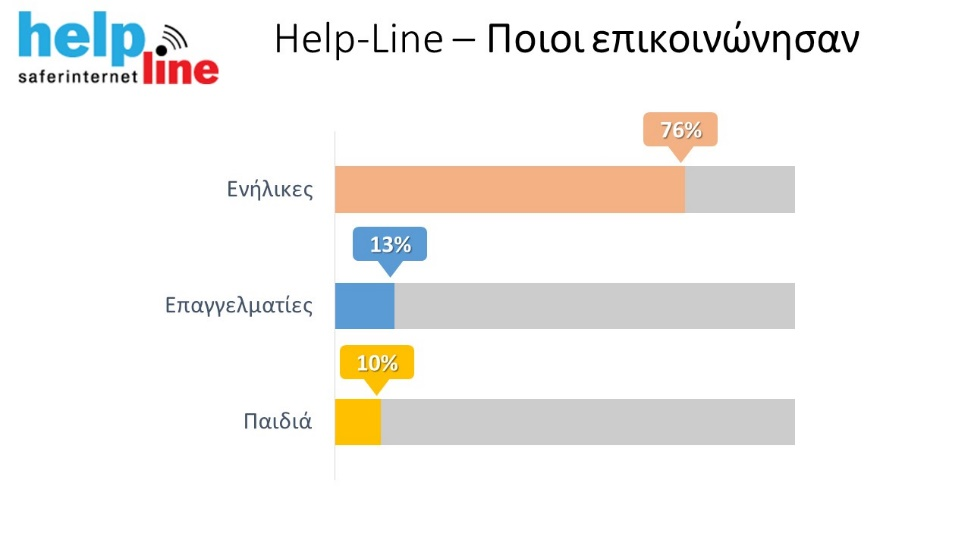 help
saferinternet line
Help-Line – Ποιοι επικοινώνησαν
76%
Ενήλικες
13%
Επαγγελματίες
10%
Παιδιά